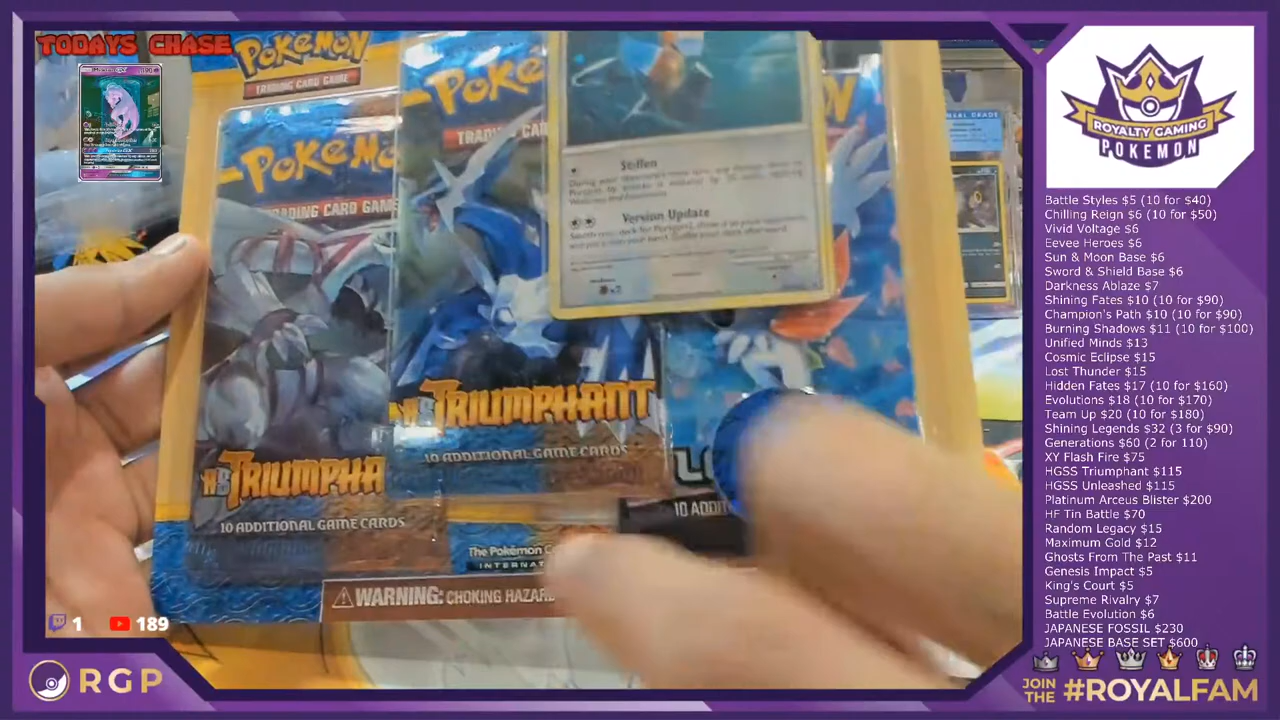 TODAYS CHASE
POKéMON
TRADING CARD GAME
POKéMON
TRADING CARD GAME
TRIUMPHA
10 ADDITIONAL GAME CARDS
TRIUMPHANT
10 ADDITIONAL GAME CARDS
10 ADDIT
Stiffen
Version Update
The Pokémon Co
INTERNAT
WARNING: CHOKING HAZAR
1
189
RGP
ROYALTY GAMING
POKEMON
Battle Styles $5 (10 for $40)
Chilling Reign $6 (10 for $50)
Vivid Voltage $6
Eevee Heroes $6
Sun & Moon Base $6
Sword & Shield Base $6
Darkness Ablaze $7
Shining Fates $10 (10 for $90)
Champion's Path $10 (10 for $90)
Burning Shadows $11 (10 for $100)
Unified Minds $13
Cosmic Eclipse $15
Lost Thunder $15
Hidden Fates $17 (10 for $160)
Evolutions $18 (10 for $170)
Team Up $20 (10 for $180)
Shining Legends $32 (3 for $90)
Generations $60 (2 for 110)
XY Flash Fire $75
HGSS Triumphant $115
HGSS Unleashed $115
Platinum Arceus Blister $200
HF Tin Battle $70
Random Legacy $15
Maximum Gold $12
Ghosts From The Past $11
Genesis Impact $5
King's Court $5
Supreme Rivalry $7
Battle Evolution $6
JAPANESE FOSSIL $230
JAPANESE BASE SET $600
JOIN
THE #ROYALFAM